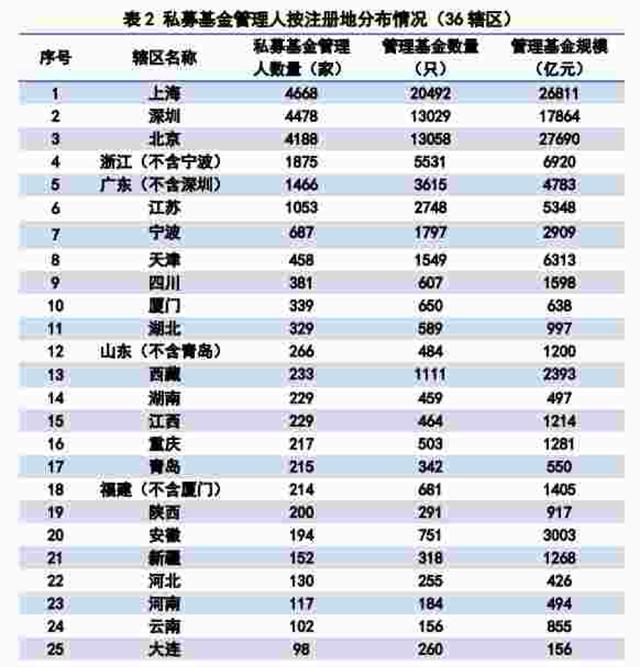 表 2 私募基金管理人按注册地分布情况（36 辖区）
序号 辖区名称 私募基金管理人数量（家） 管理基金数量（只） 管理基金规模（亿元）
1 上海 4668 20492 26811
2 深圳 4478 13029 17864
3 北京 4188 13058 27690
4 浙江（不含宁波） 1875 5531 6920
5 广东（不含深圳） 1466 3615 4783
6 江苏 1053 2748 5348
7 宁波 687 1797 2909
8 天津 458 1549 6313
9 四川 381 607 1598
10 厦门 339 650 638
11 湖北 329 589 997
12 山东（不含青岛） 266 484 1200
13 西藏 233 1111 2393
14 湖南 229 459 497
15 江西 229 464 1214
16 重庆 217 503 1281
17 青岛 215 342 550
18 福建（不含厦门） 214 681 1405
19 陕西 200 291 917
20 安徽 194 751 3003
21 新疆 152 318 1268
22 河北 130 255 426
23 河南 117 184 494
24 云南 102 156 855
25 大连 98 260 156